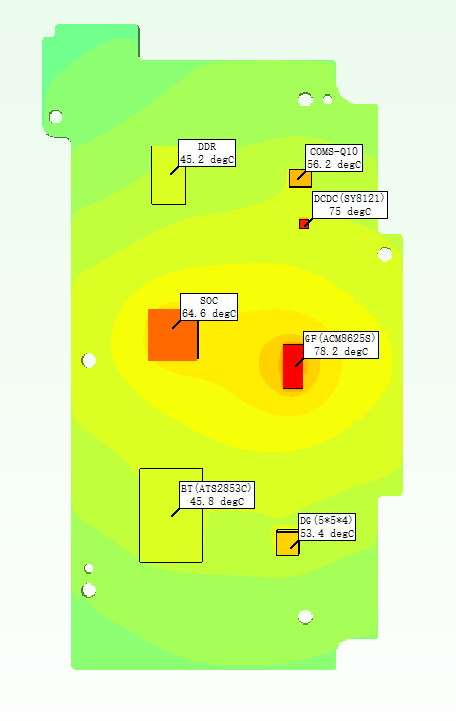 DDR
45.2 degC
COMS-Q10
56.2 degC
DCDC(SY8121)
75 degC
SOC
64.6 degC
GF(ACM8625S)
78.2 degC
BT(ATS2853C)
45.8 degC
DG(5*5*4)
53.4 degC